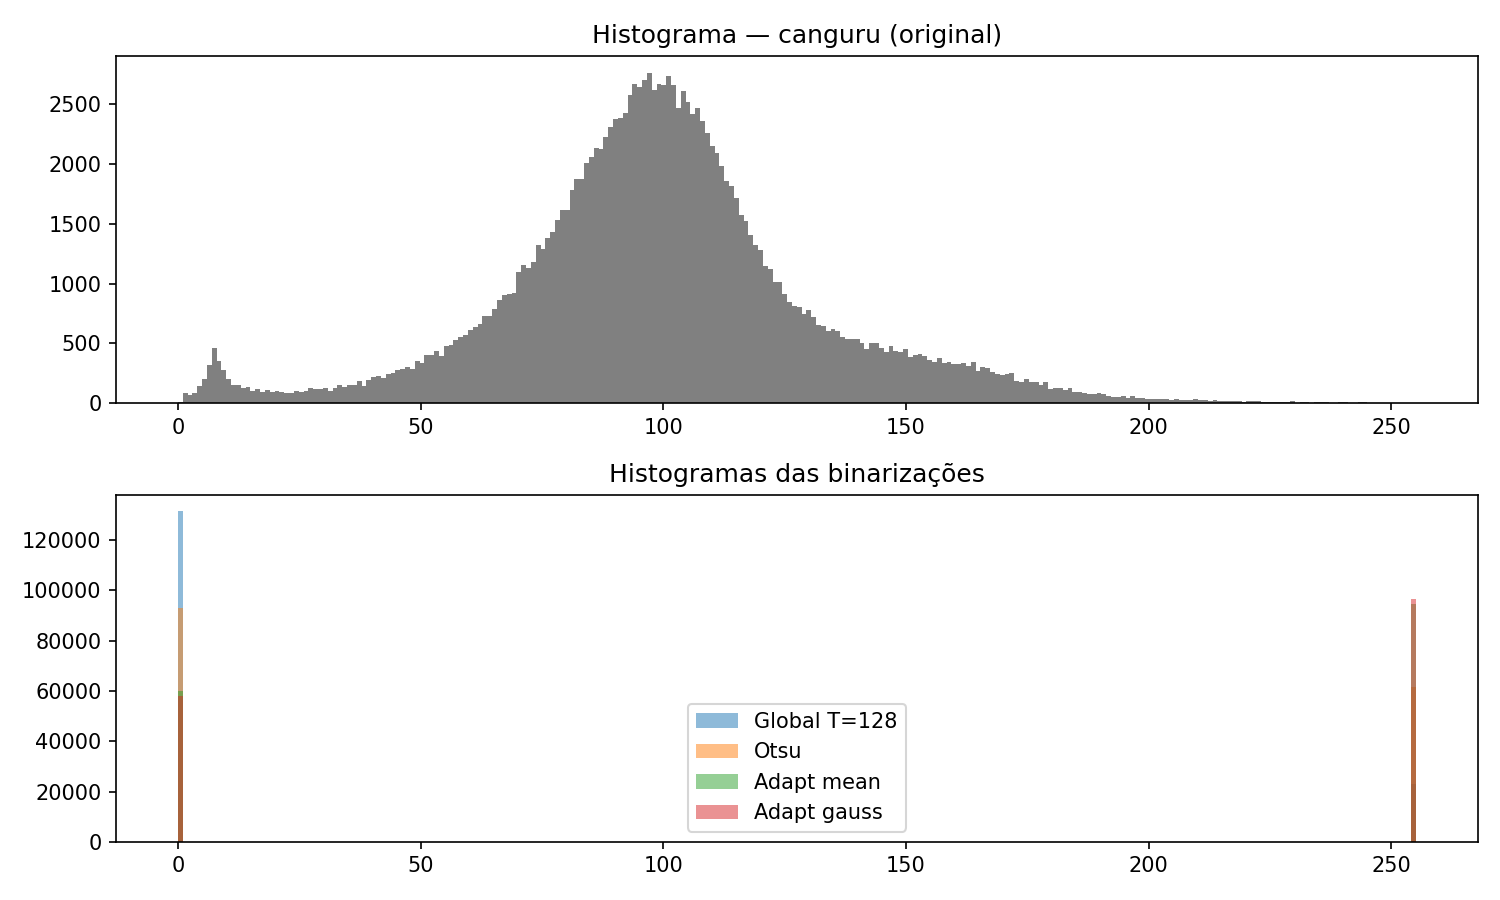 Histograma — canguru (original)
2500
2000
1500
1000
500
0
0 50 100 150 200 250
Histogramas das binarizações
120000
100000
80000
60000
40000
20000
0
Global T=128
Otsu
Adapt mean
Adapt gauss
0 50 100 150 200 250